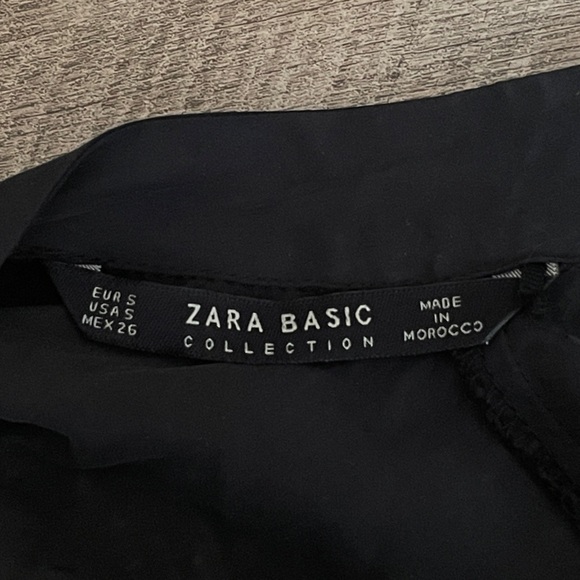 EUR S
USA S
MEX 26
ZARA BASIC
COLLECTION
MADE
IN
MOROCCO